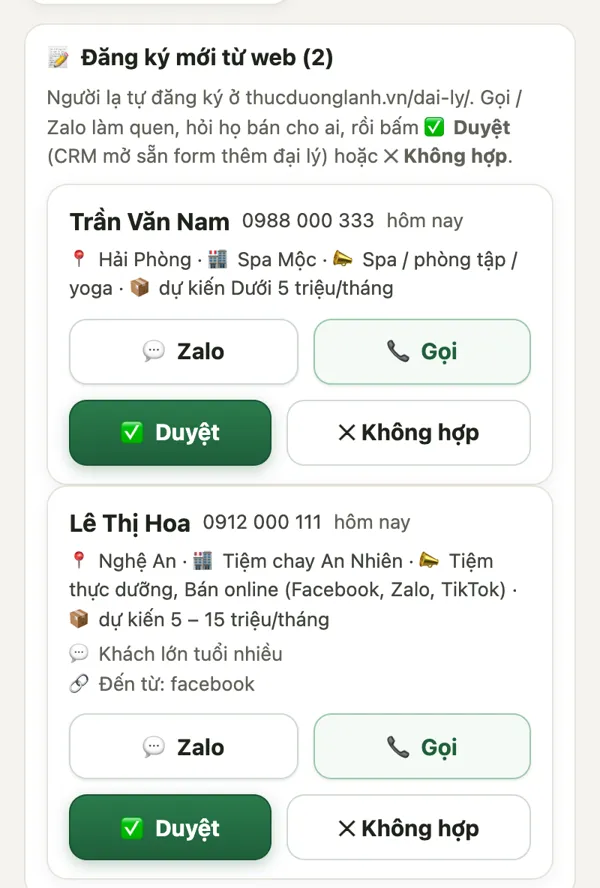 📝 Đăng ký mới từ web (2)
Người lạ tự đăng ký ở thucduonglanh.vn/dai-ly/. Gọi /
Zalo làm quen, hỏi họ bán cho ai, rồi bấm ✅ Duyệt
(CRM mở sẵn form thêm đại lý) hoặc ✕ Không hợp.
Trần Văn Nam 0988 000 333 hôm nay
📍 Hải Phòng · 🏬 Spa Mộc · 📣 Spa / phòng tập /
yoga · 📦 dự kiến Dưới 5 triệu/tháng
💬 Zalo
📞 Gọi
✅ Duyệt
✕ Không hợp
Lê Thị Hoa 0912 000 111 hôm nay
📍 Nghệ An · 🏬 Tiệm chay An Nhiên · 📣 Tiệm
thực dưỡng, Bán online (Facebook, Zalo, TikTok) ·
📦 dự kiến 5 – 15 triệu/tháng
💬 Khách lớn tuổi nhiều
🔗 Đến từ: facebook
💬 Zalo
📞 Gọi
✅ Duyệt
✕ Không hợp